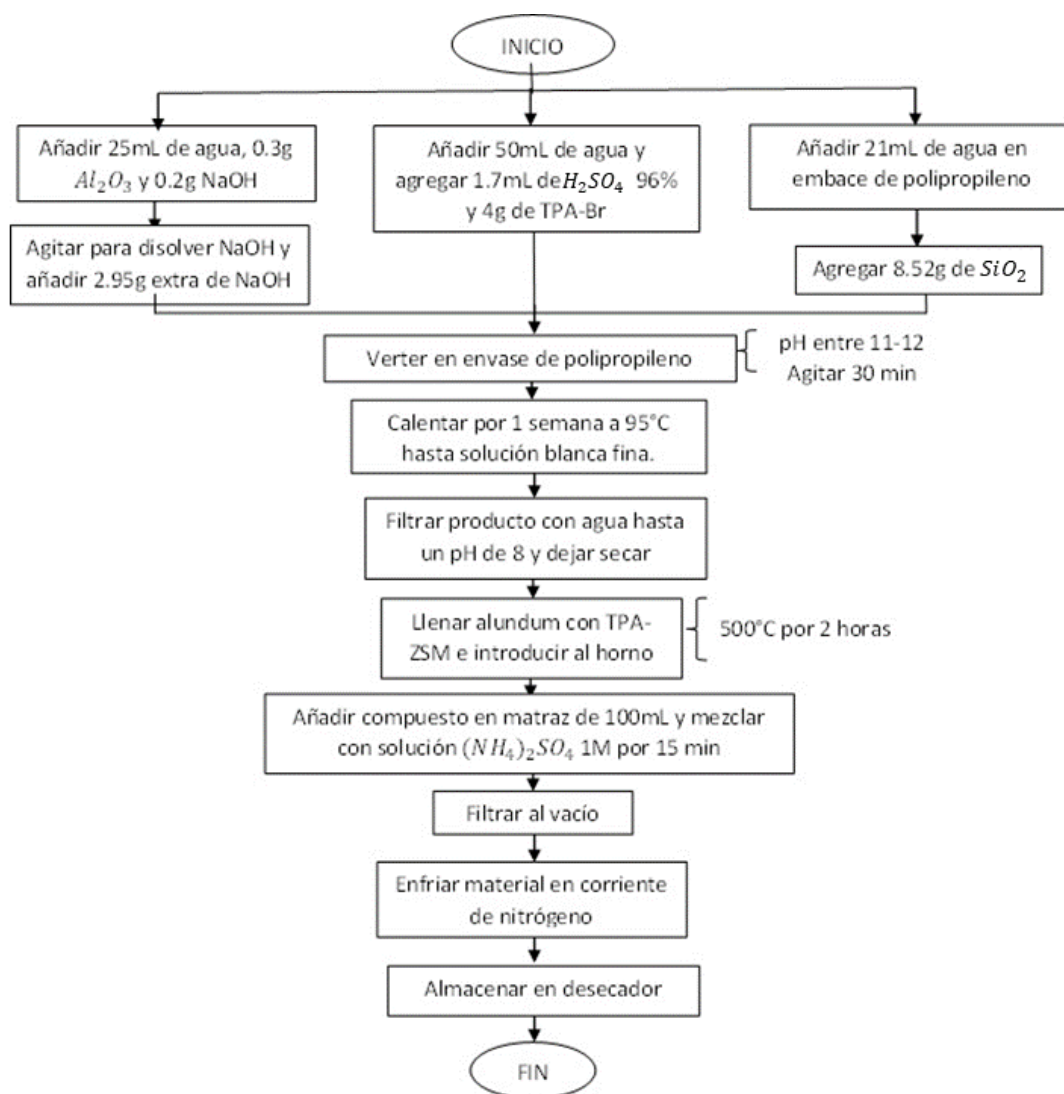 INICIO
Añadir 25mL de agua, 0.3g
Al₂O₃ y 0.2g NaOH
Agitar para disolver NaOH y
añadir 2.95g extra de NaOH
Añadir 50mL de agua y
agregar 1.7mL de H₂SO₄ 96%
y 4g de TPA-Br
Añadir 21mL de agua en
embace de polipropileno
Agregar 8.52g de SiO₂
Verter en envase de polipropileno
pH entre 11-12
Agitar 30 min
Calentar por 1 semana a 95°C
hasta solución blanca fina.
Filtrar producto con agua hasta
un pH de 8 y dejar secar
Llenar alundum con TPA-
ZSM e introducir al horno
500°C por 2 horas
Añadir compuesto en matraz de 100mL y mezclar
con solución (NH₄)₂SO₄ 1M por 15 min
Filtrar al vacío
Enfriar material en corriente
de nitrógeno
Almacenar en desecador
FIN